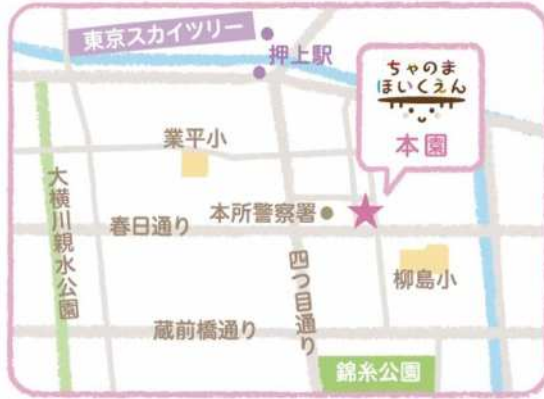 東京スカイツリー
押上駅
ちゃのま
ほいくえん
本園
業平小
大横川親水公園
本所警察署
春日通り
四つ目通り
柳島小
蔵前橋通り
錦糸公園